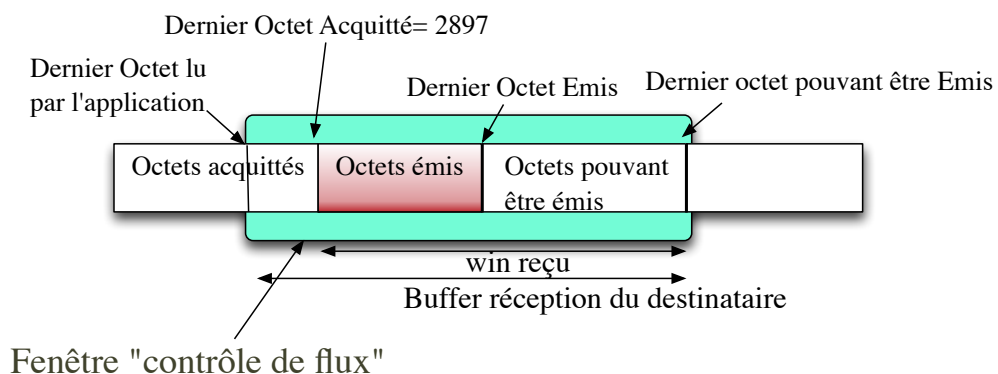 Dernier Octet Acquitté= 2897
Dernier Octet lu
par l'application
Dernier Octet Emis
Dernier octet pouvant être Emis
Octets acquittés
Octets émis
Octets pouvant
être émis
win reçu
Buffer réception du destinataire
Fenêtre "contrôle de flux"